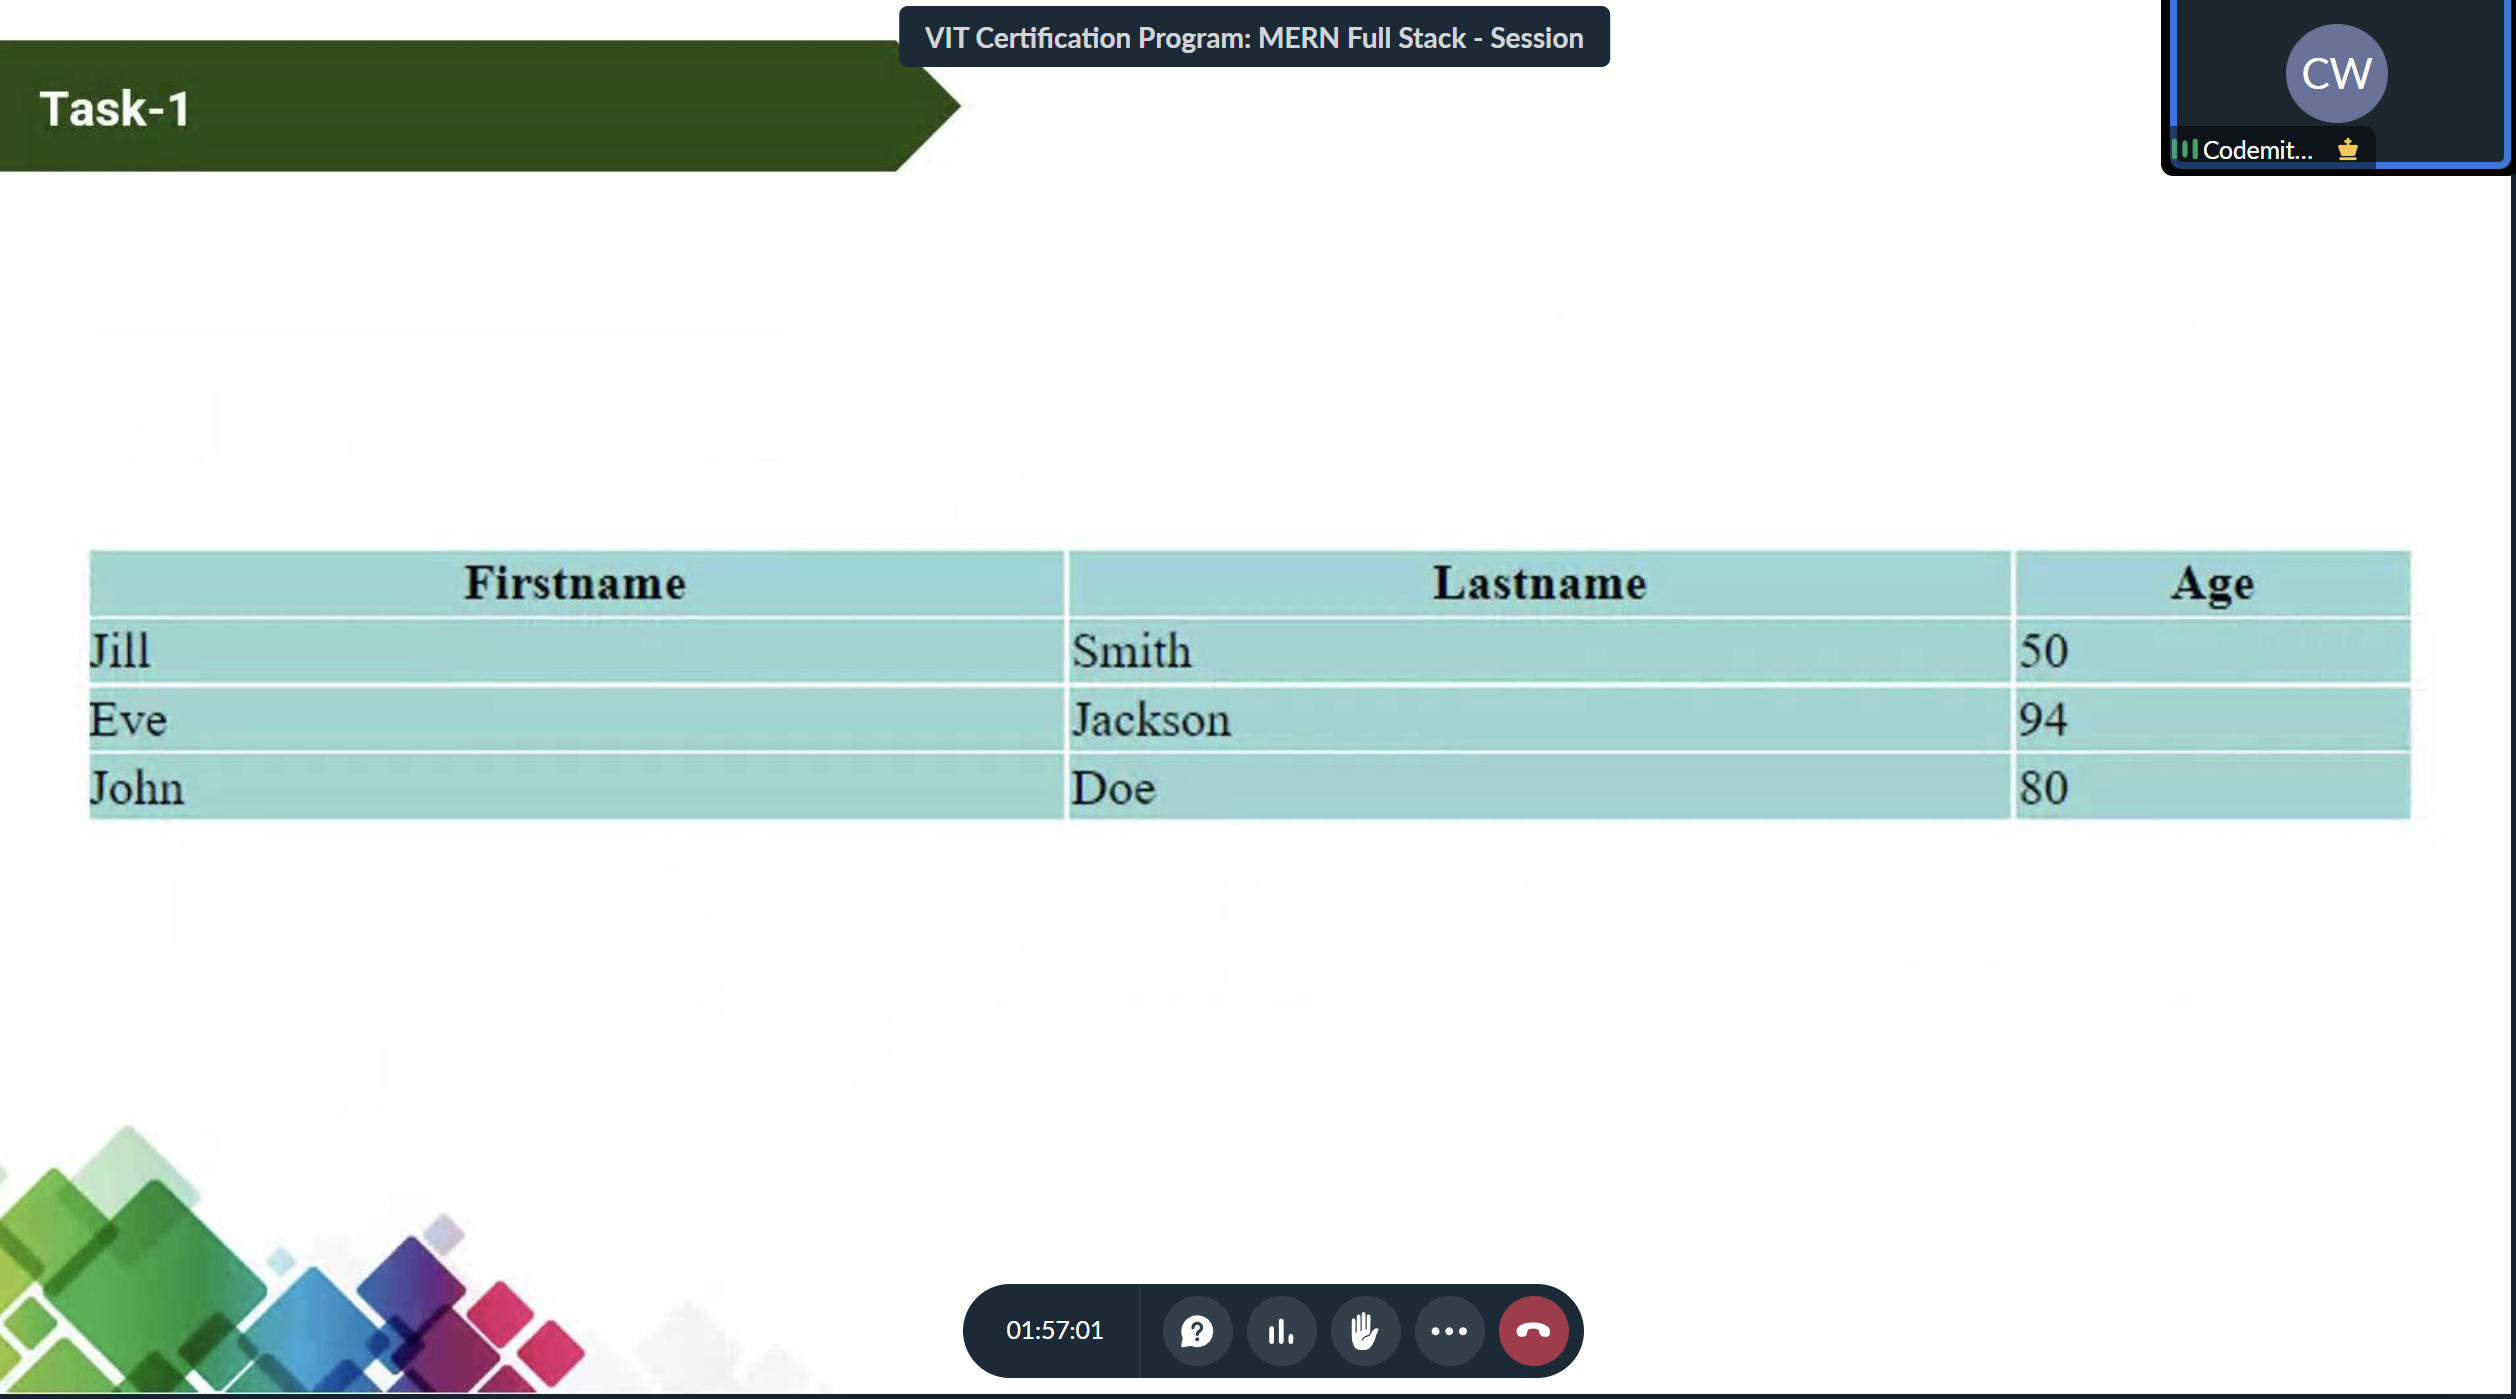 VIT Certification Program: MERN Full Stack - Session
CW
Codemit...
Task-1
Firstname Lastname Age
Jill Smith 50
Eve Jackson 94
John Doe 80
01:57:01